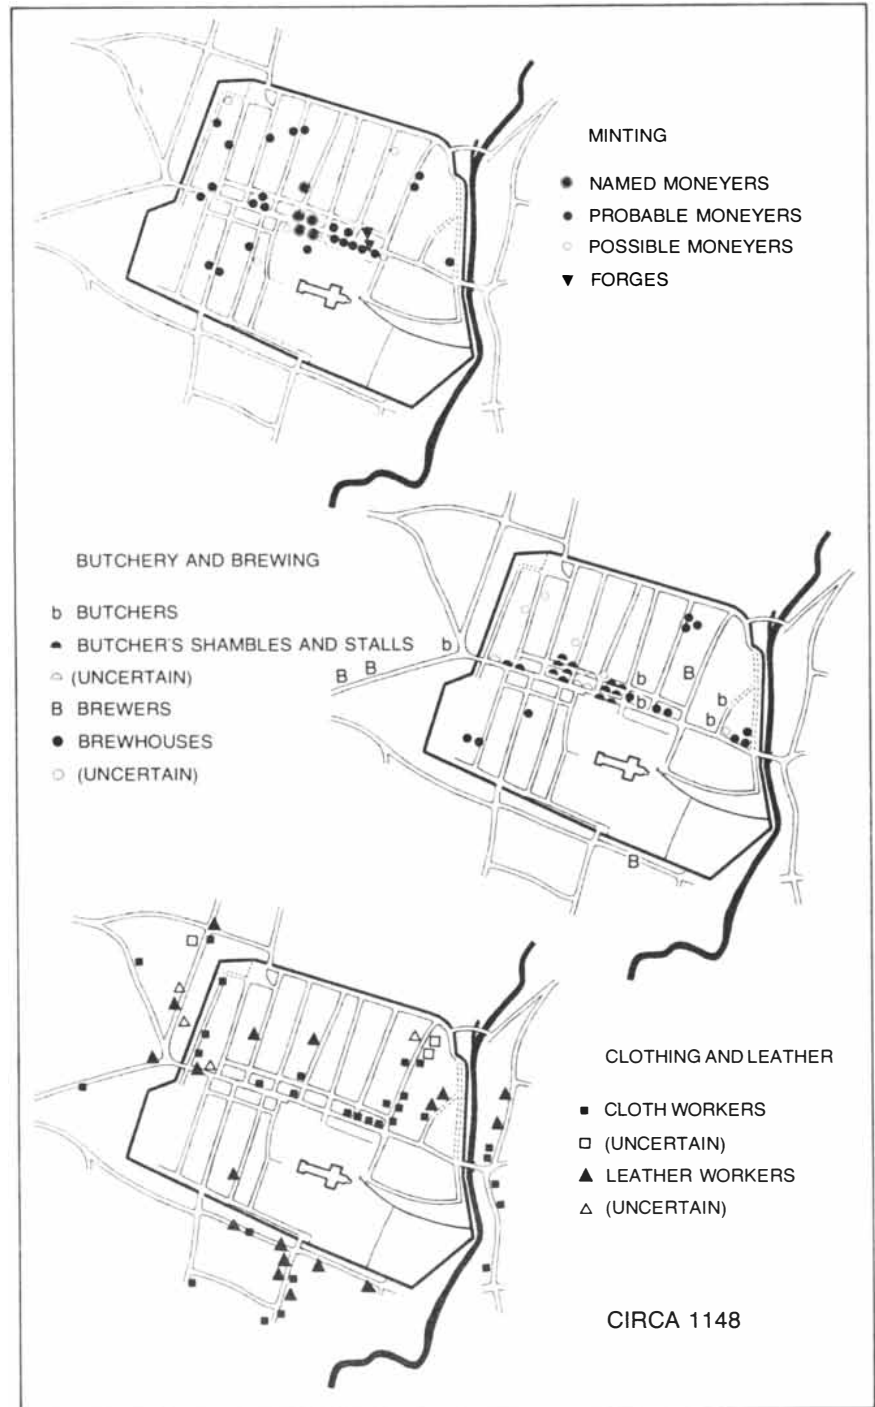 MINTING
NAMED MONEYERS
PROBABLE MONEYERS
POSSIBLE MONEYERS
FORGES
BUTCHERY AND BREWING
b BUTCHERS
BUTCHER'S SHAMBLES AND STALLS
(UNCERTAIN)
B BREWERS
BREWHOUSES
(UNCERTAIN)
b
B
B
b
b
B
b
b
B
CLOTHING AND LEATHER
CLOTH WORKERS
(UNCERTAIN)
LEATHER WORKERS
(UNCERTAIN)
CIRCA 1148